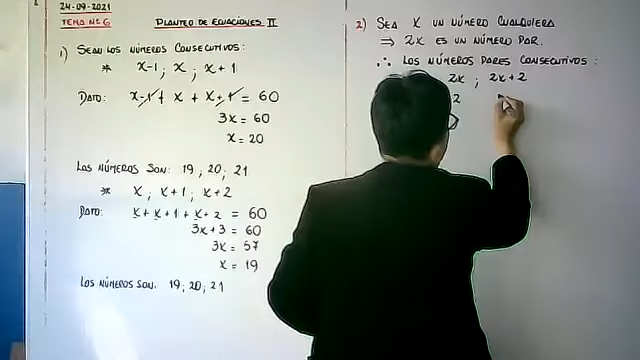 24-09-2021
TEMA Nº6 PLANTEO DE ECUACIONES II
1) SEAN LOS NÚMEROS CONSECUTIVOS:
* x-1 ; x ; x+1
DATO: x-1 + x + x+1 = 60
3x = 60
x = 20
LOS NÚMEROS SON: 19, 20, 21
* x, x+1, x+2
DATO: x+x+1+x+2 = 60
3x+3 = 60
3x = 57
x = 19
LOS NÚMEROS SON: 19, 20, 21
2) SEA X UN NÚMERO CUALQUIERA
⇒ 2x ES UN NÚMERO PAR.
∴ LOS NÚMEROS PARES CONSECUTIVOS:
2x ; 2x+2
2